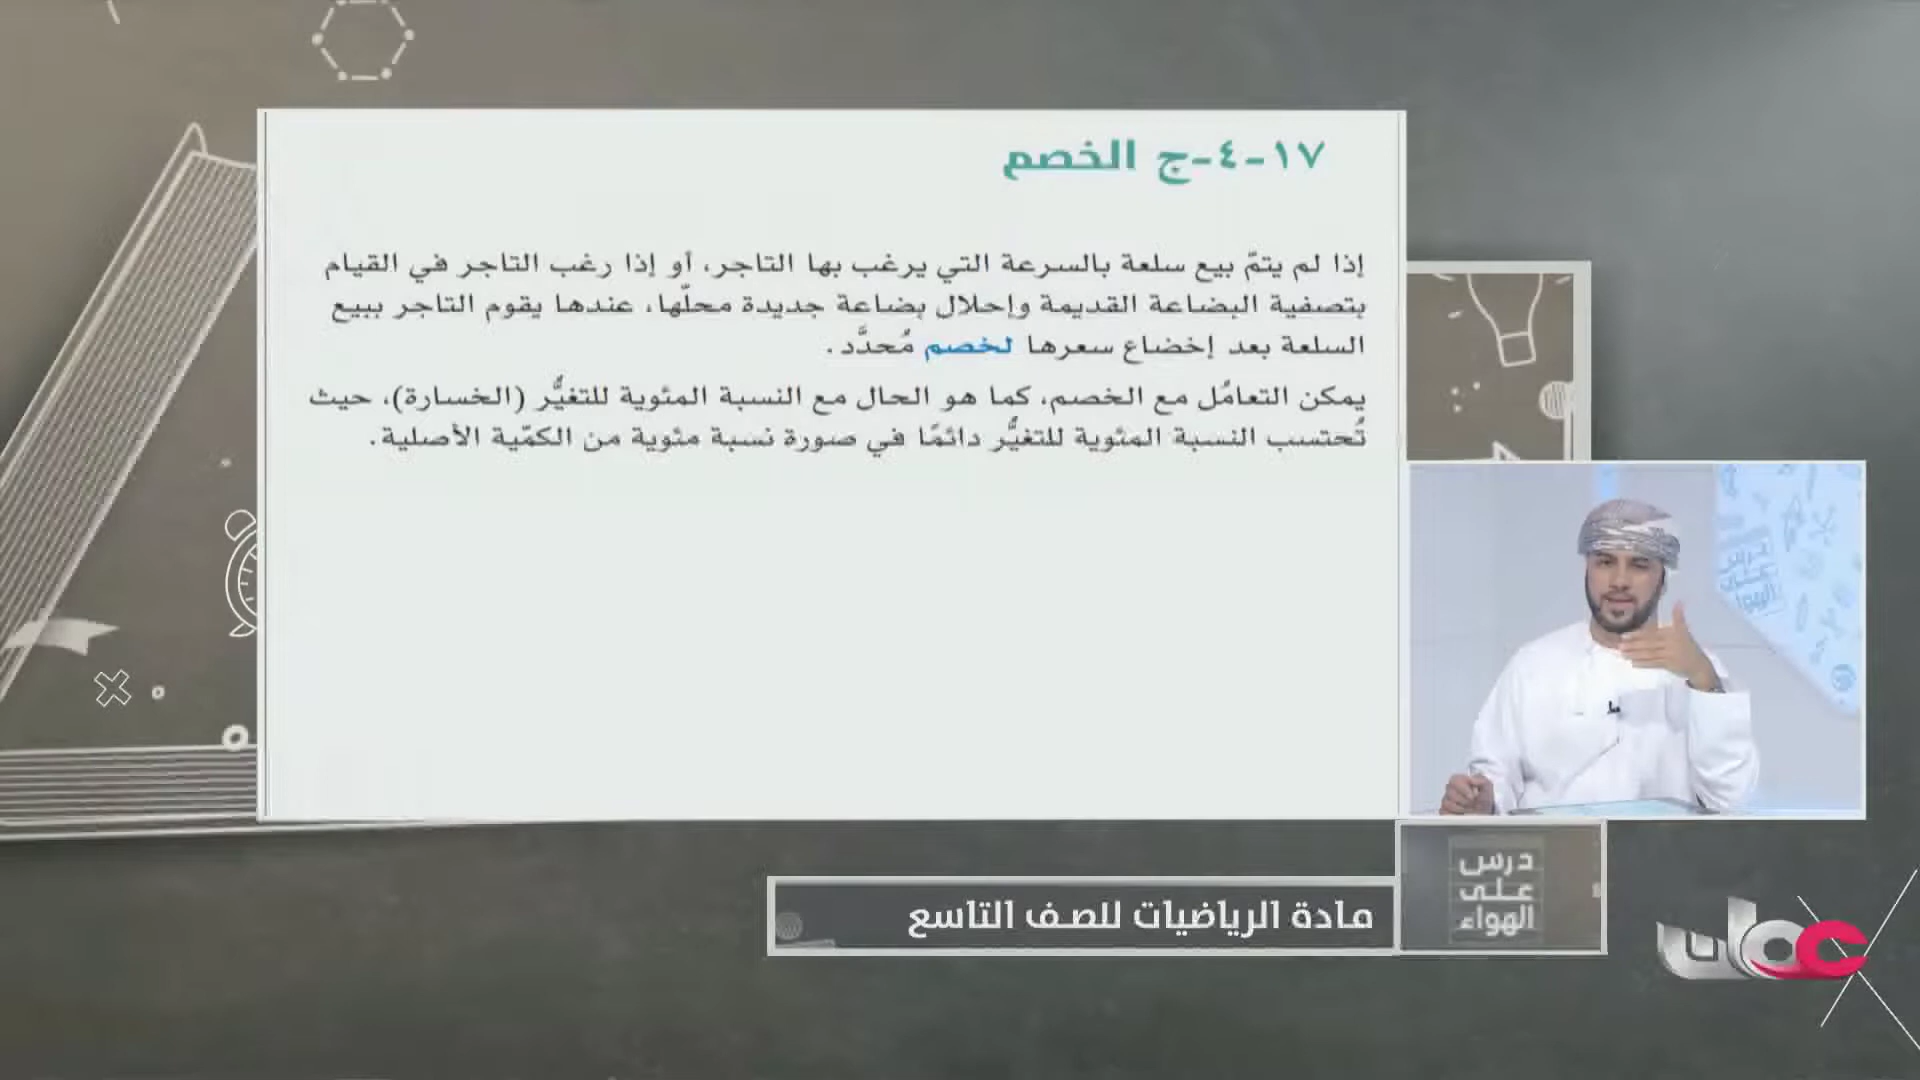 ١٧-٤-ج الخصم
إذا لم يتمّ بيع سلعة بالسرعة التي يرغب بها التاجر، أو إذا رغب التاجر في القيام
بتصفية البضاعة القديمة وإحلال بضاعة جديدة محلّها، عندها يقوم التاجر ببيع
السلعة بعد إخضاع سعرها لخصم مُحدَّد.
يمكن التعامُل مع الخصم، كما هو الحال مع النسبة المئوية للتغيُّر (الخسارة)، حيث
تُحتسب النسبة المئوية للتغيُّر دائمًا في صورة نسبة مئوية من الكمّية الأصلية.
درس
على
الهواء
درس
على
الهواء
مادة الرياضيات للصف التاسع
عمان